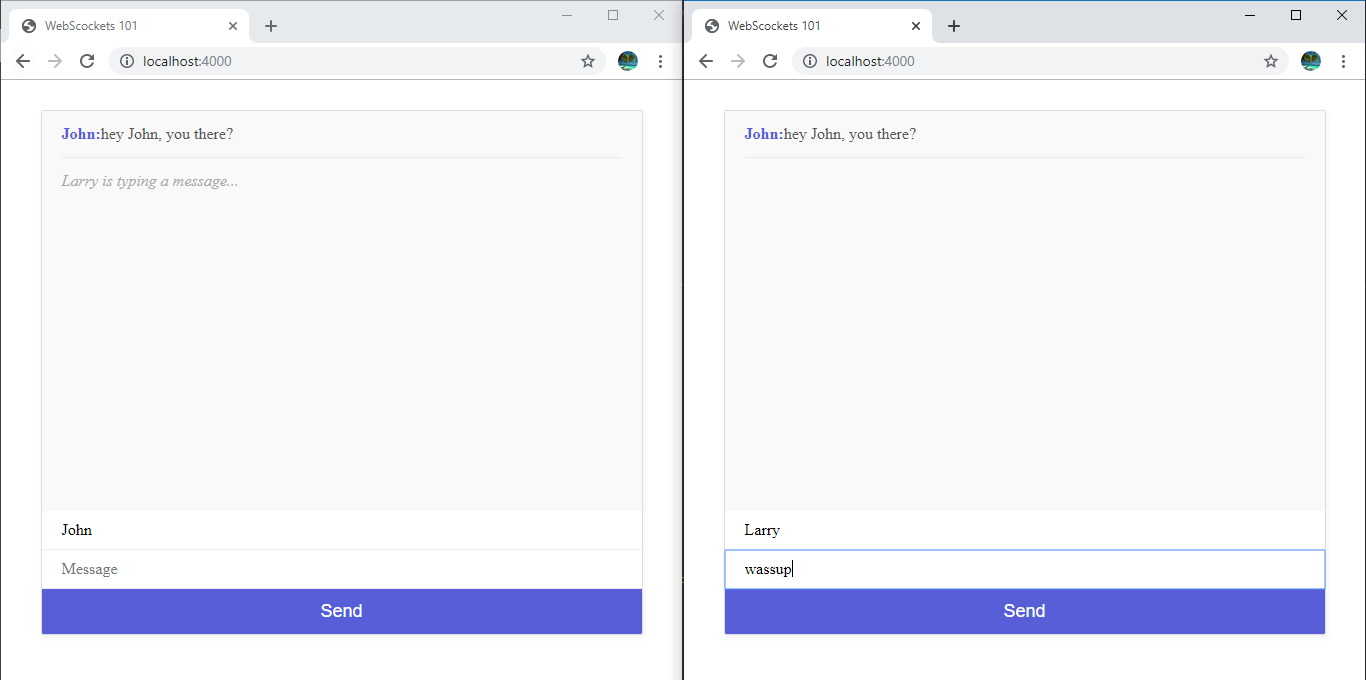 WebScockets 101
localhost:4000
John:hey John, you there?
Larry is typing a message...
John
Message
Send
WebScockets 101
localhost:4000
John:hey John, you there?
Larry
wassup
Send